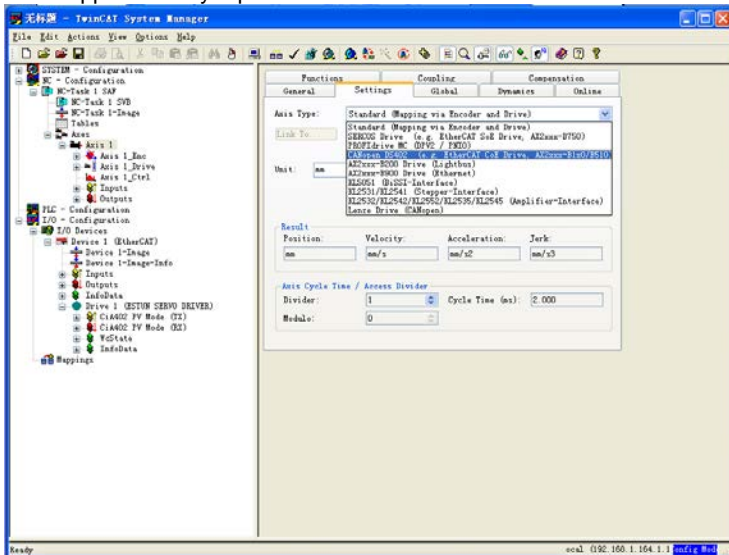 无标题 - TwinCAT System Manager
File Edit Actions View Options Help
SYSTEM - Configuration
NC - Configuration
NC-Task 1 SAF
NC-Task 1 SVB
NC-Task 1-Image
Tables
Axes
Axis 1
Axis 1_Enc
Axis 1_Drive
Axis 1_Ctrl
Inputs
Outputs
PLC - Configuration
I/O - Configuration
I/O Devices
Device 1 (EtherCAT)
Device 1-Image
Device 1-Image-Info
Inputs
Outputs
InfoData
Drive 1 (ESTUN SERVO DRIVER)
CiA402 PV Mode (TX)
CiA402 PV Mode (RX)
WcState
InfoData
Mappings
Functions Coupling Compensation
General Settings Global Dynamics Online
Axis Type: Standard (Mapping via Encoder and Drive)
Standard (Mapping via Encoder and Drive)
Link To
SERCOS Drive (e.g. EtherCAT SoE Drive, AX2xxx-B750)
PROFIdrive MC (DPV2 / PNIO)
CANopen DS402 (e.g. EtherCAT CoE Drive, AX2xxx-B1x0/B510)
Unit: mm
AX2xxx-B200 Drive (Lightbus)
AX2xxx-B900 Drive (Ethernet)
KL5051 (BiSSI-Interface)
KL2531/KL2541 (Stepper-Interface)
KL2532/KL2542/KL2552/KL2535/KL2545 (Amplifier-Interface)
Lenze Drive (CANopen)
Result
Position: Velocity: Acceleration: Jerk:
mm mm/s mm/s2 mm/s3
Axis Cycle Time / Access Divider
Divider: 1 Cycle Time (ms): 2.000
Modulo: 0
Ready
ocal (192.168.1.164.1.1 onfig Mod